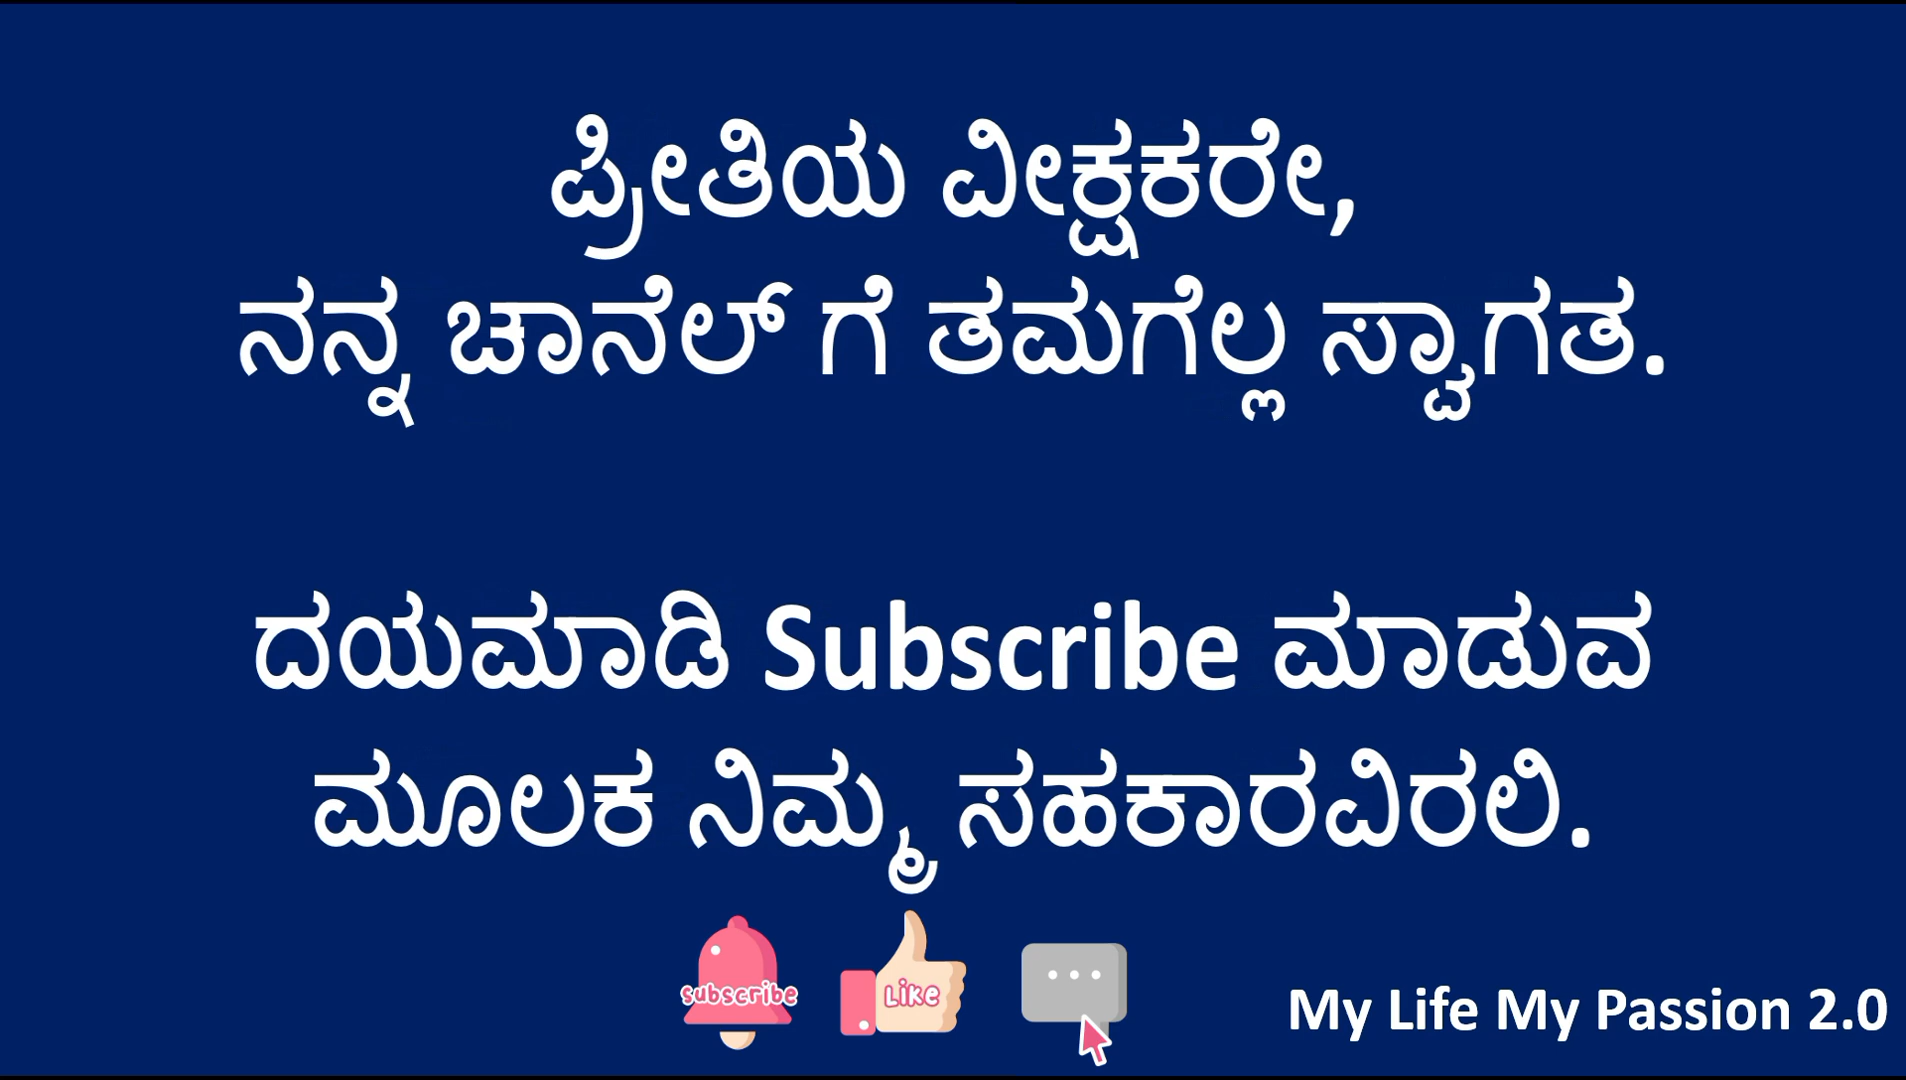 ಪ್ರೀತಿಯ ವೀಕ್ಷಕರೇ,
ನನ್ನ ಚಾನೆಲ್ ಗೆ ತಮಗೆಲ್ಲ ಸ್ವಾಗತ.
ದಯಮಾಡಿ Subscribe ಮಾಡುವ
ಮೂಲಕ ನಿಮ್ಮ ಸಹಕಾರವಿರಲಿ.
subscribe
Like
My Life My Passion 2.0